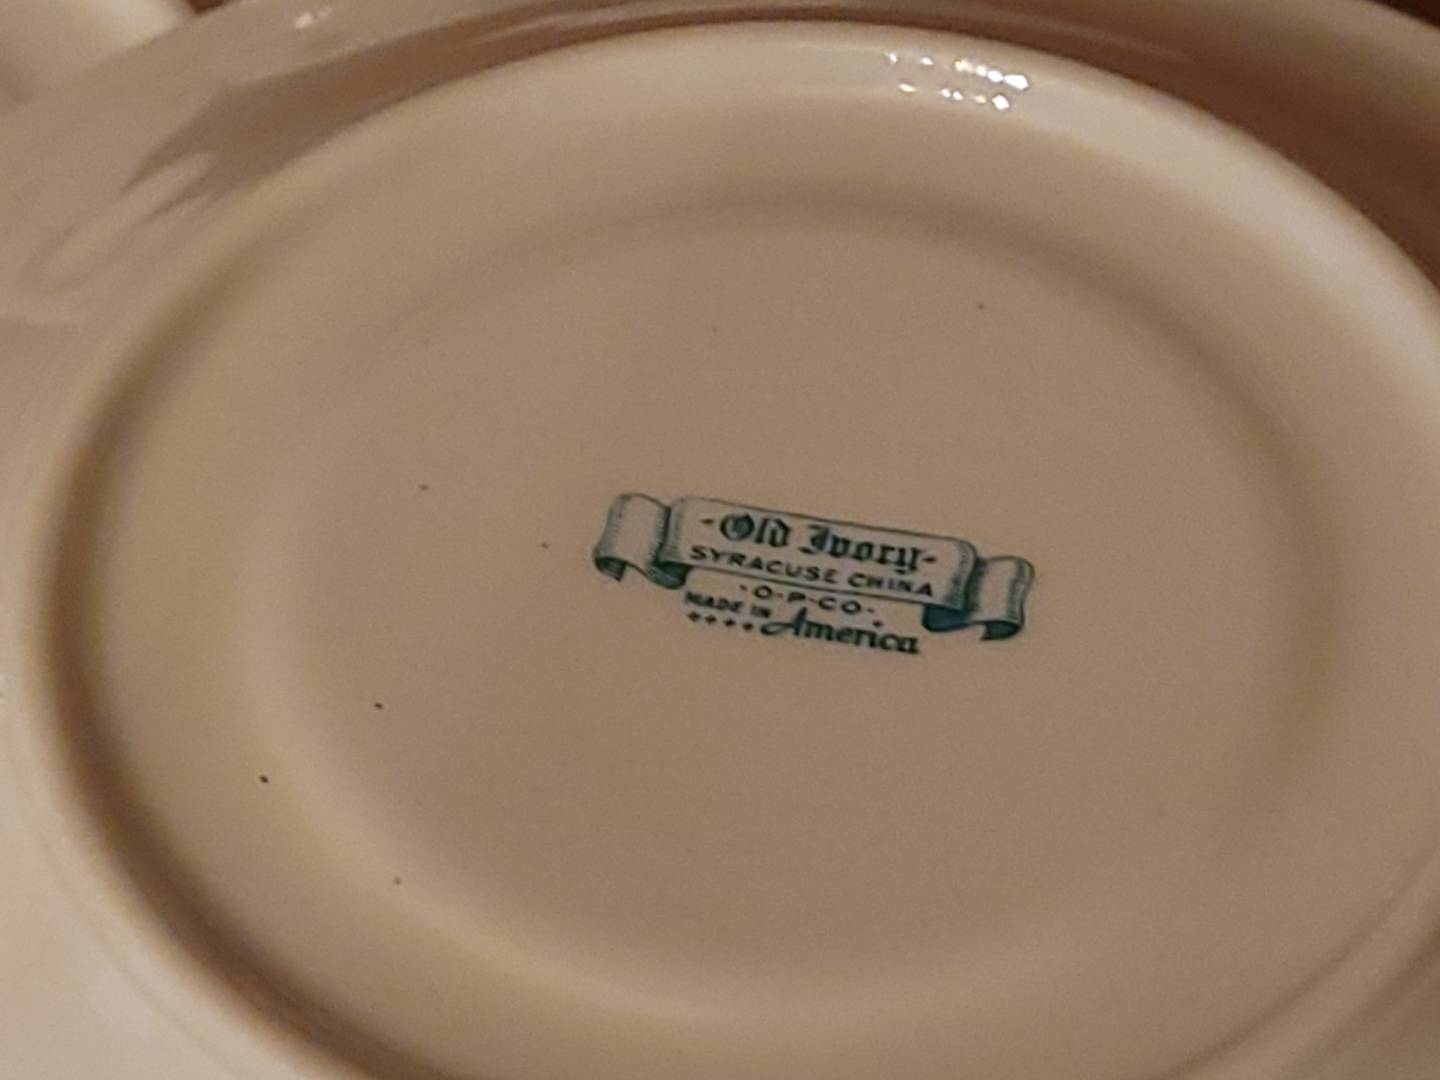 -Old Ivory-
SYRACUSE CHINA
·O·P·CO·
MADE IN
America